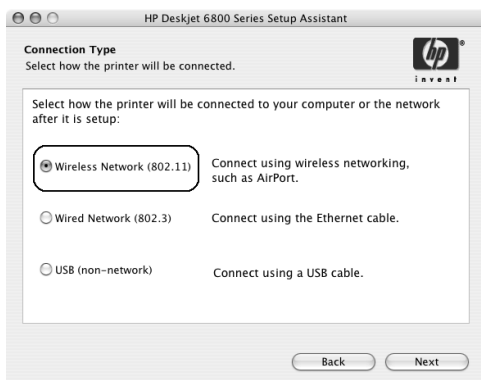 HP Deskjet 6800 Series Setup Assistant
Connection Type
Select how the printer will be connected.
hp
®
invent
Select how the printer will be connected to your computer or the network
after it is setup:
Wireless Network (802.11)
Connect using wireless networking,
such as AirPort.
Wired Network (802.3)
Connect using the Ethernet cable.
USB (non-network)
Connect using a USB cable.
Back
Next